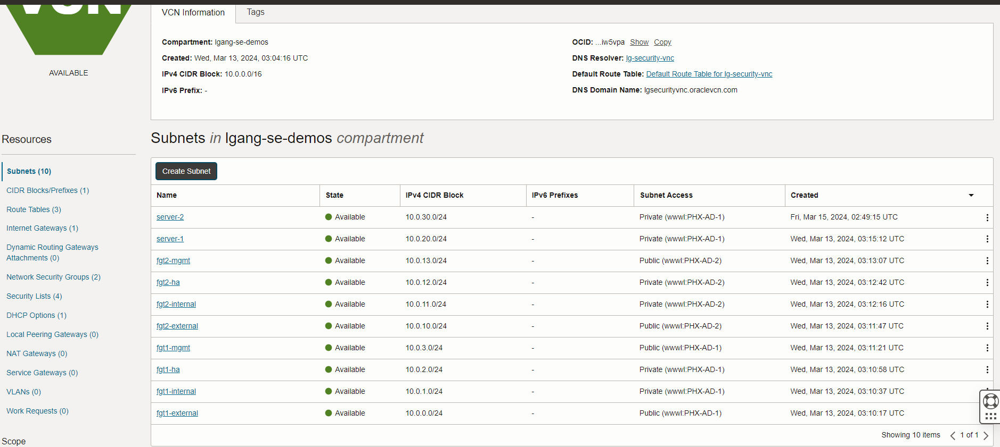 VCN
AVAILABLE
VCN Information
Tags
Compartment: lgang-se-demos
Created: Wed, Mar 13, 2024, 03:04:16 UTC
IPv4 CIDR Block: 10.0.0.0/16
IPv6 Prefix: -
OCID: ...iw5vpa Show Copy
DNS Resolver: lg-security-vnc
Default Route Table: Default Route Table for lg-security-vnc
DNS Domain Name: lgsecurityvnc.oraclevcn.com
Resources
Subnets (10)
CIDR Blocks/Prefixes (1)
Route Tables (3)
Internet Gateways (1)
Dynamic Routing Gateways
Attachments (0)
Network Security Groups (2)
Security Lists (4)
DHCP Options (1)
Local Peering Gateways (0)
NAT Gateways (0)
Service Gateways (0)
VLANs (0)
Work Requests (0)
Scope
Subnets in lgang-se-demos compartment
Create Subnet
Name State IPv4 CIDR Block IPv6 Prefixes Subnet Access Created
server-2 Available 10.0.30.0/24 - Private (wwwI:PHX-AD-1) Fri, Mar 15, 2024, 02:49:15 UTC
server-1 Available 10.0.20.0/24 - Private (wwwI:PHX-AD-1) Wed, Mar 13, 2024, 03:15:12 UTC
fgt2-mgmt Available 10.0.13.0/24 - Public (wwwI:PHX-AD-2) Wed, Mar 13, 2024, 03:13:07 UTC
fgt2-ha Available 10.0.12.0/24 - Private (wwwI:PHX-AD-2) Wed, Mar 13, 2024, 03:12:42 UTC
fgt2-internal Available 10.0.11.0/24 - Private (wwwI:PHX-AD-2) Wed, Mar 13, 2024, 03:12:16 UTC
fgt2-external Available 10.0.10.0/24 - Public (wwwI:PHX-AD-2) Wed, Mar 13, 2024, 03:11:47 UTC
fgt1-mgmt Available 10.0.3.0/24 - Public (wwwI:PHX-AD-1) Wed, Mar 13, 2024, 03:11:21 UTC
fgt1-ha Available 10.0.2.0/24 - Private (wwwI:PHX-AD-1) Wed, Mar 13, 2024, 03:10:58 UTC
fgt1-internal Available 10.0.1.0/24 - Private (wwwI:PHX-AD-1) Wed, Mar 13, 2024, 03:10:37 UTC
fgt1-external Available 10.0.0.0/24 - Public (wwwI:PHX-AD-1) Wed, Mar 13, 2024, 03:10:17 UTC
Showing 10 items 1 of 1